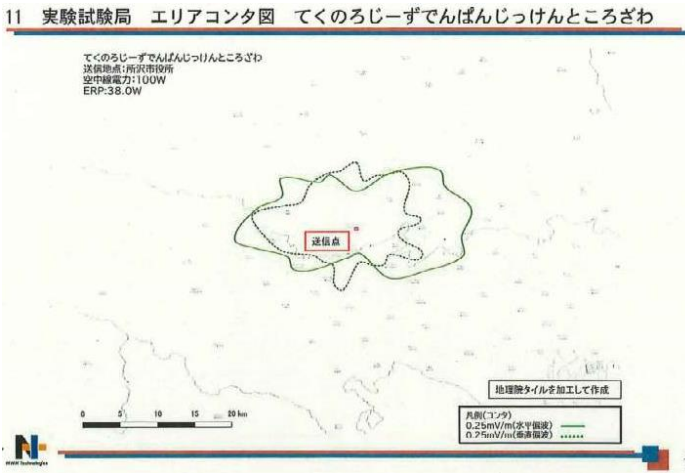 11 実験試験局 エリアコンタ図 てくのろじーずでんぱんじっけんところざわ
てくのろじーずでんぱんじっけんところざわ
送信地点:所沢市役所
空中線電力:100W
ERP:38.0W
送信点
地理院タイルを加工して作成
0 5 10 15 20 km
凡例(コンタ)
0.25mV/m(水平偏波)
0.25mV/m(垂直偏波)